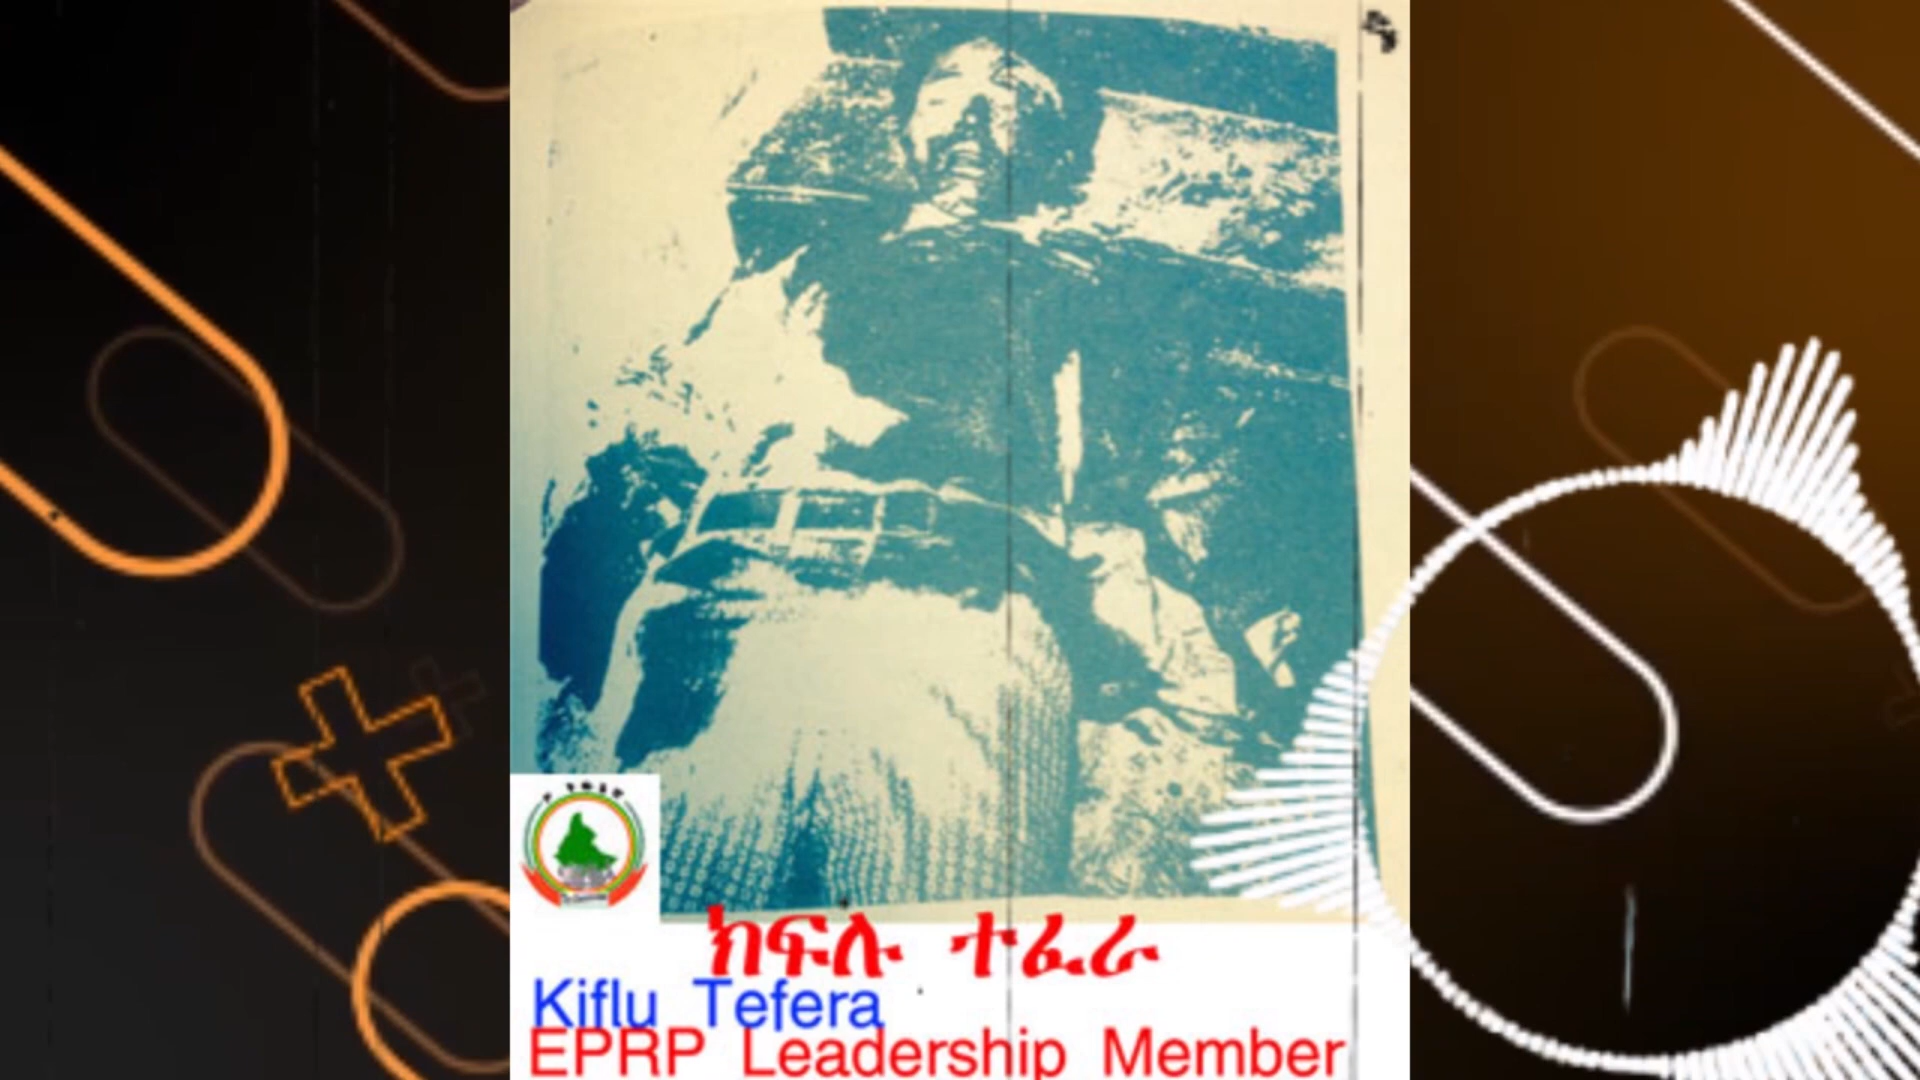 ክፍሉ ተፈራ
Kiflu Tefera
EPRP Leadership Member